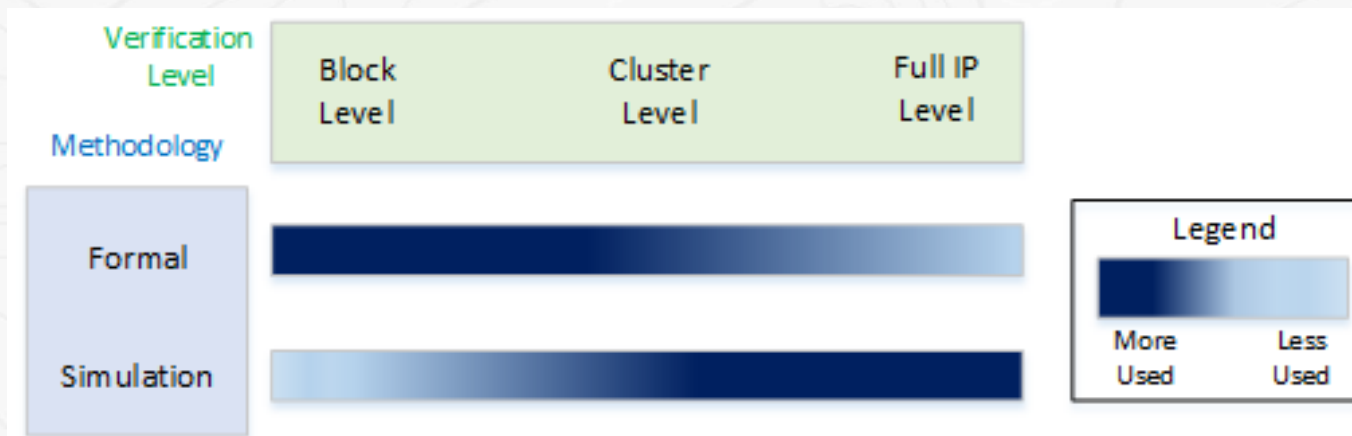 Verification
Level
Block
Level
Cluster
Level
Full IP
Level
Methodology
Formal
Simulation
Legend
More
Used
Less
Used